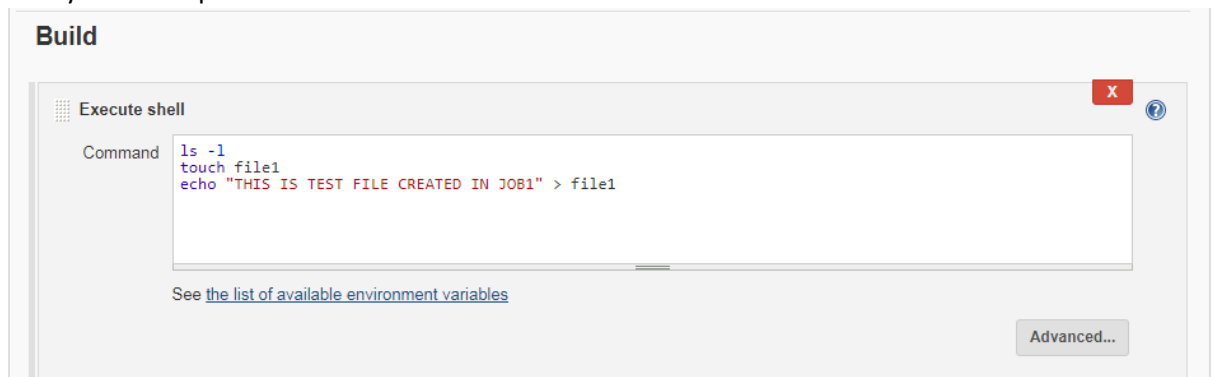 Build
X
Execute shell
Command
ls -l
touch file1
echo "THIS IS TEST FILE CREATED IN JOB1" > file1
See the list of available environment variables
Advanced...